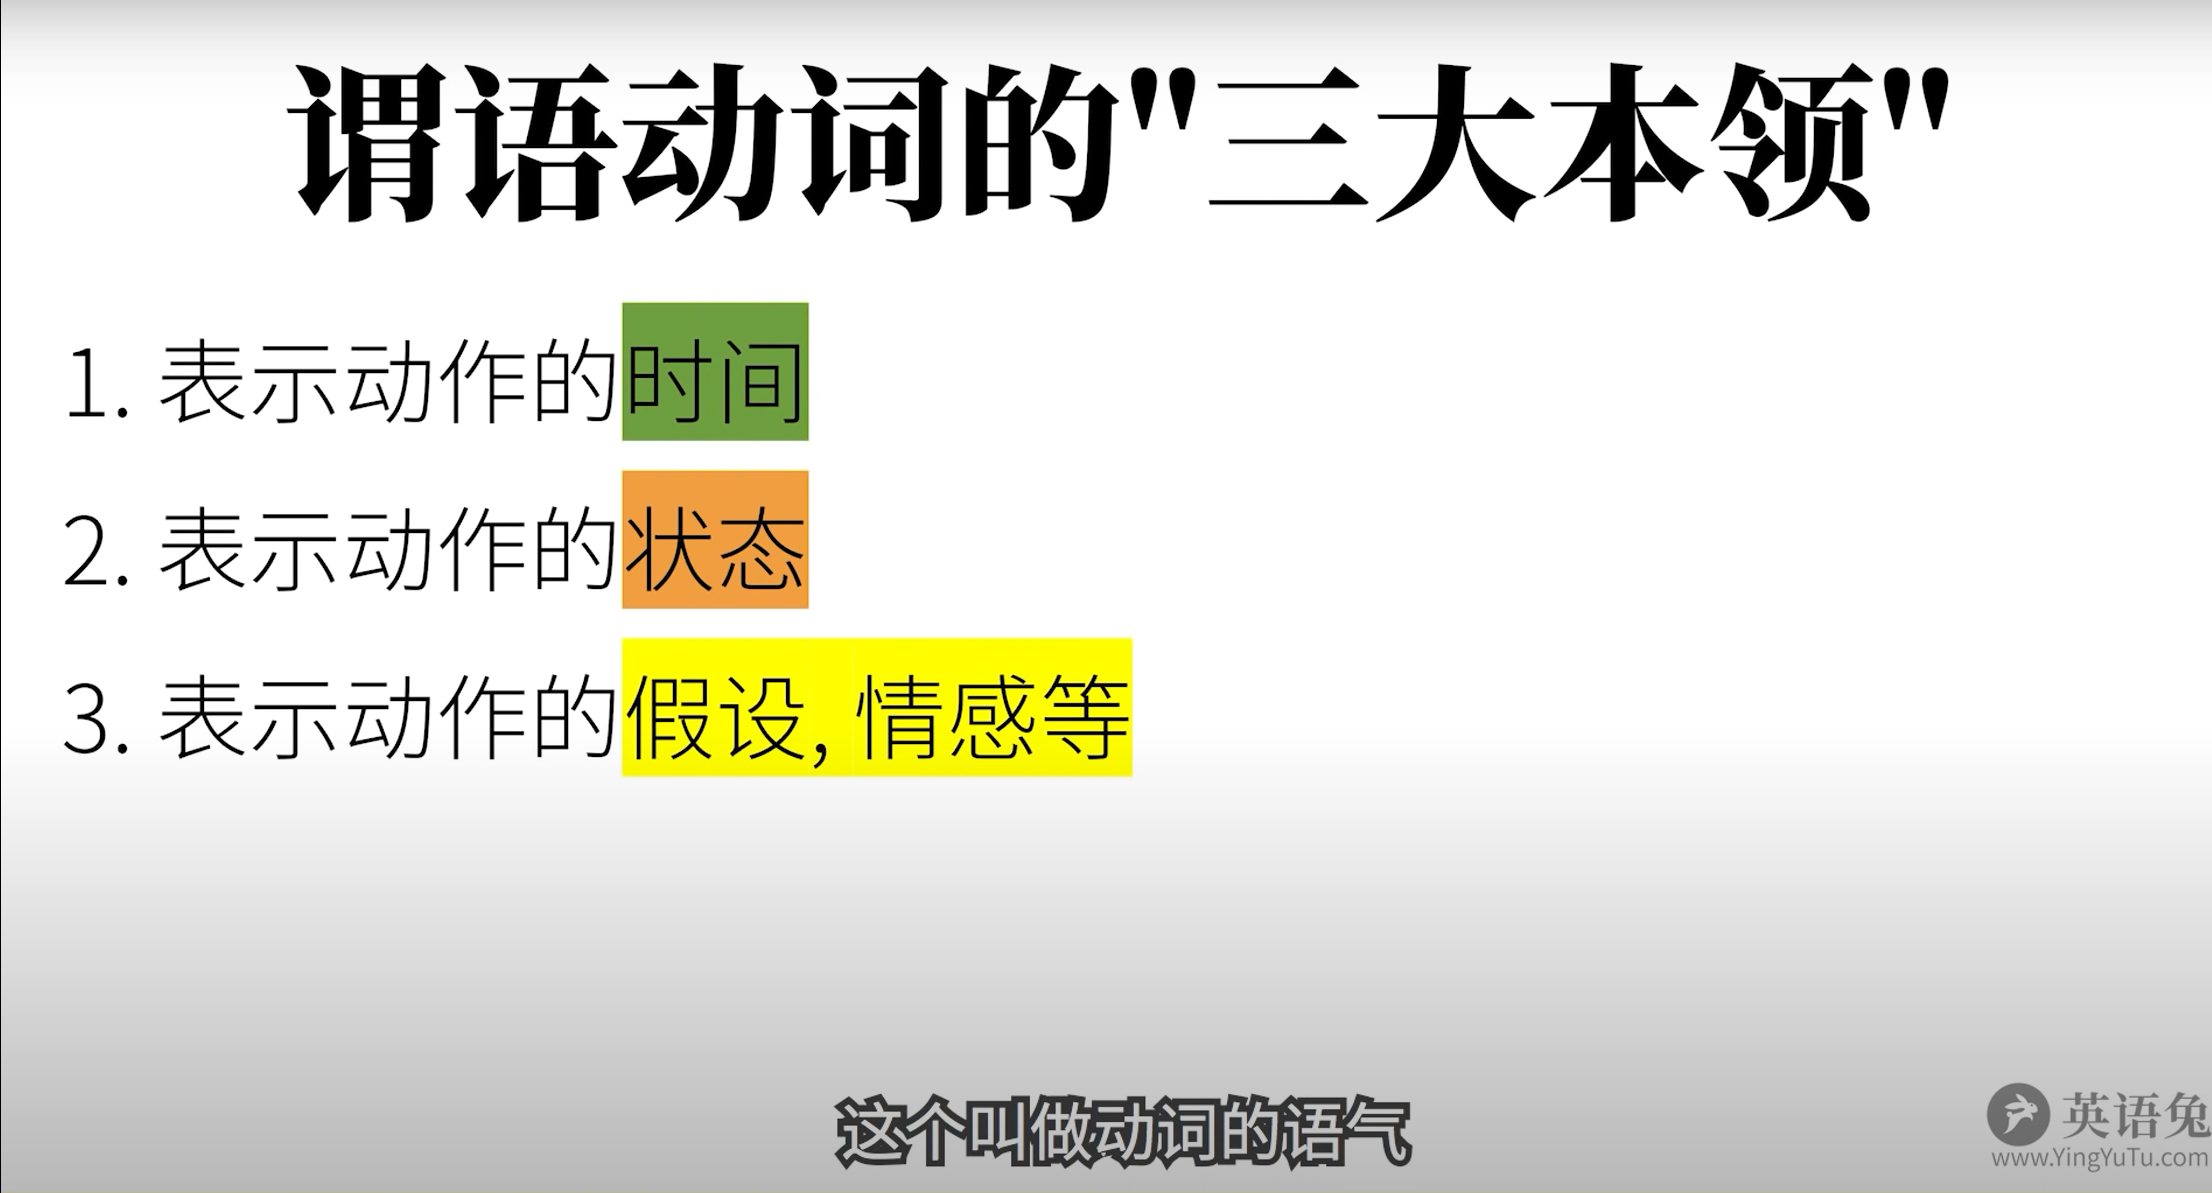 谓语动词的"三大本领"
1. 表示动作的时间
2. 表示动作的状态
3. 表示动作的假设, 情感等
这个叫做动词的语气
英语兔
www.YingYuTu.com